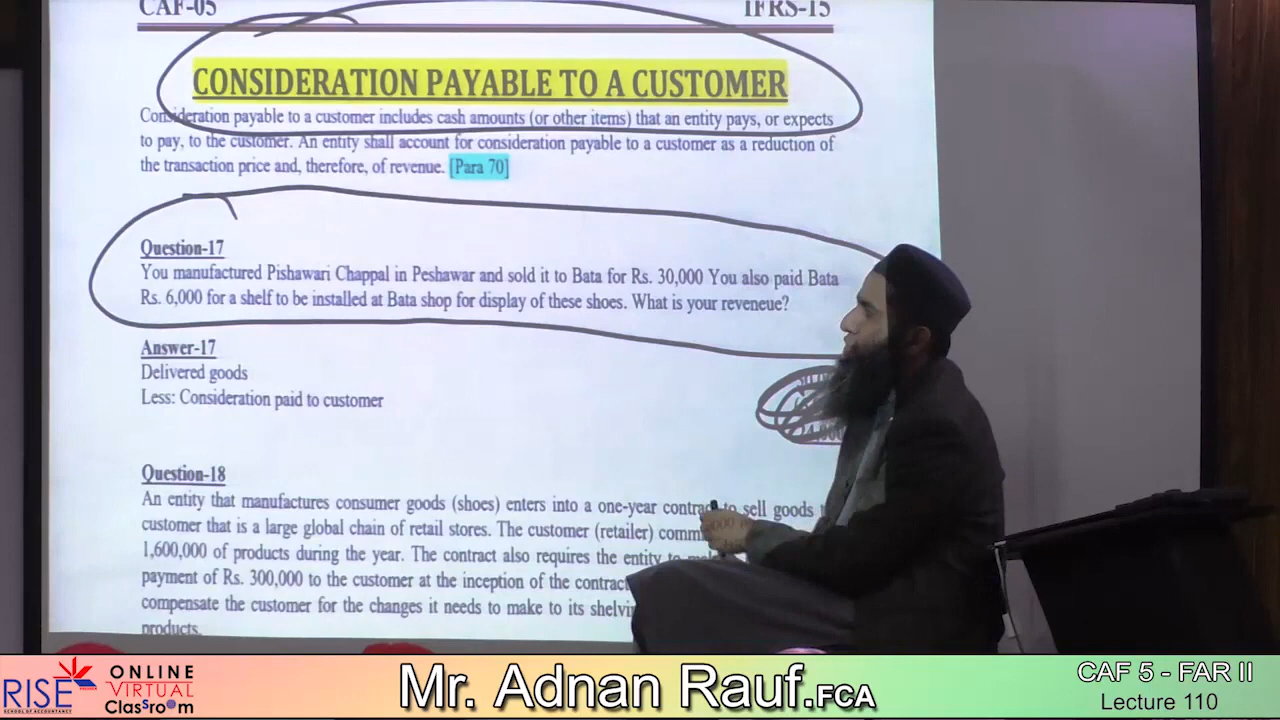 CAF-05 IFRS-15
CONSIDERATION PAYABLE TO A CUSTOMER
Consideration payable to a customer includes cash amounts (or other items) that an entity pays, or expects
to pay, to the customer. An entity shall account for consideration payable to a customer as a reduction of
the transaction price and, therefore, of revenue. [Para 70]
Question-17
You manufactured Pishawari Chappal in Peshawar and sold it to Bata for Rs. 30,000 You also paid Bata
Rs. 6,000 for a shelf to be installed at Bata shop for display of these shoes. What is your reveneue?
Answer-17
Delivered goods
Less: Consideration paid to customer
Question-18
An entity that manufactures consumer goods (shoes) enters into a one-year contract to sell goods
customer that is a large global chain of retail stores. The customer (retailer)
1,600,000 of products during the year. The contract also requires the entity to
payment of Rs. 300,000 to the customer at the inception of the
compensate the customer for the changes it needs to make to its
products.
RISE
SCHOOL OF ACCOUNTANCY
PREMIER
ONLINE
VIRTUAL
Classroom
Mr. Adnan Rauf.FCA
CAF 5 - FAR II
Lecture 110